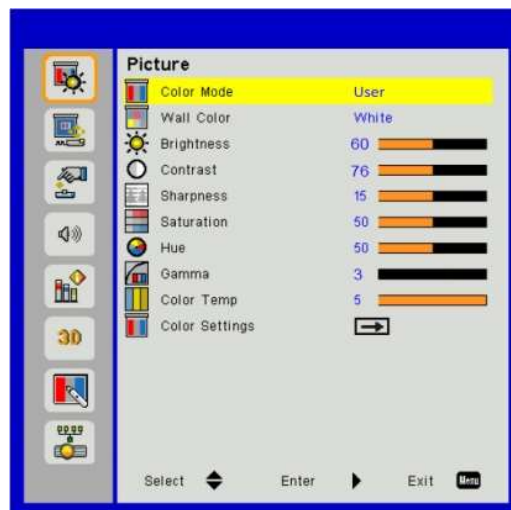 Picture
Color Mode User
Wall Color White
Brightness 60
Contrast 76
Sharpness 15
Saturation 50
Hue 50
Gamma 3
Color Temp 5
Color Settings
3D
Select Enter Exit Menu